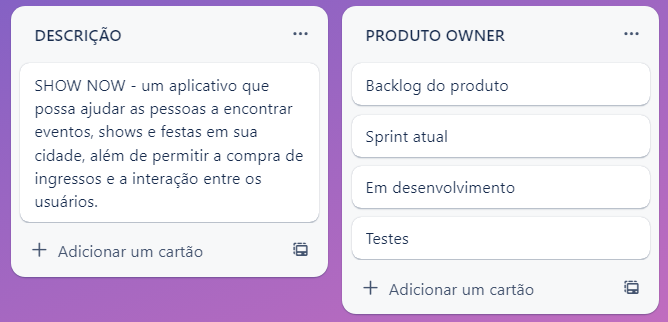 DESCRIÇÃO
SHOW NOW - um aplicativo que
possa ajudar as pessoas a encontrar
eventos, shows e festas em sua
cidade, além de permitir a compra de
ingressos e a interação entre os
usuários.
Adicionar um cartão
PRODUTO OWNER
Backlog do produto
Sprint atual
Em desenvolvimento
Testes
Adicionar um cartão